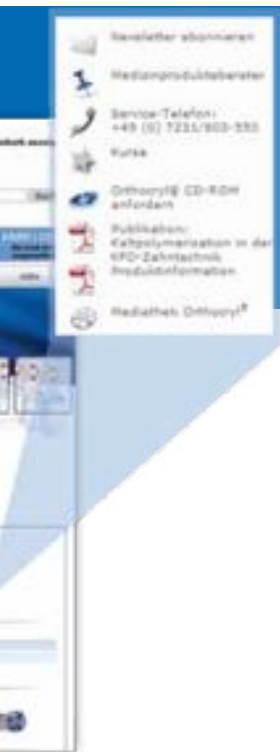 Newsletter abonnieren
Medizinprodukteberater
Service-Telefon:
+49 (0) 7231/803-550
Kurse
Orthocryl® CD-ROM
anfordern
Publikation:
Kaltpolymerisation in der
KFO-Zahntechnik
Produktinformation
Mediathek Orthocryl®